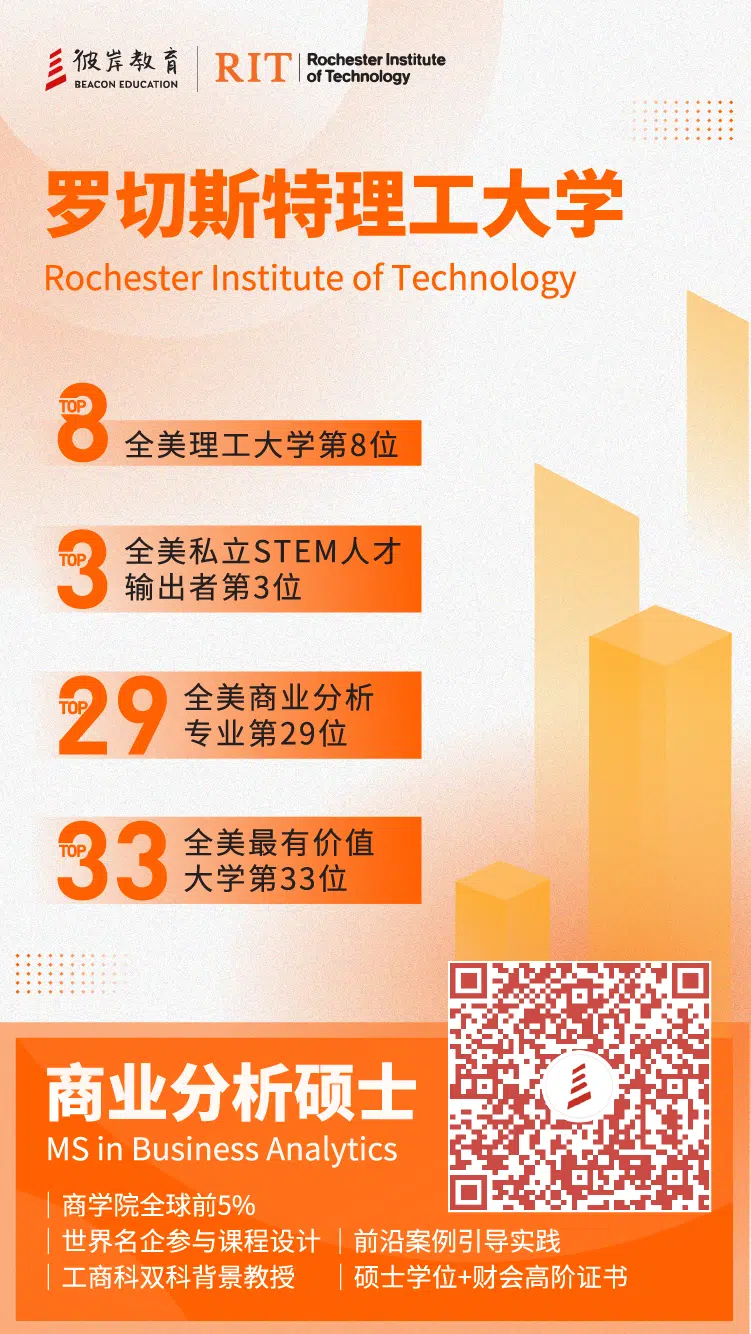 彼岸教育
BEACON EDUCATION
RIT
Rochester Institute
of Technology
罗切斯特理工大学
Rochester Institute of Technology
TOP
8
全美理工大学第8位
TOP
3
全美私立STEM人才
输出者第3位
TOP
29
全美商业分析
专业第29位
TOP
33
全美最有价值
大学第33位
商业分析硕士
MS in Business Analytics
商学院全球前5%
世界名企参与课程设计
前沿案例引导实践
工商科双科背景教授
硕士学位+财会高阶证书